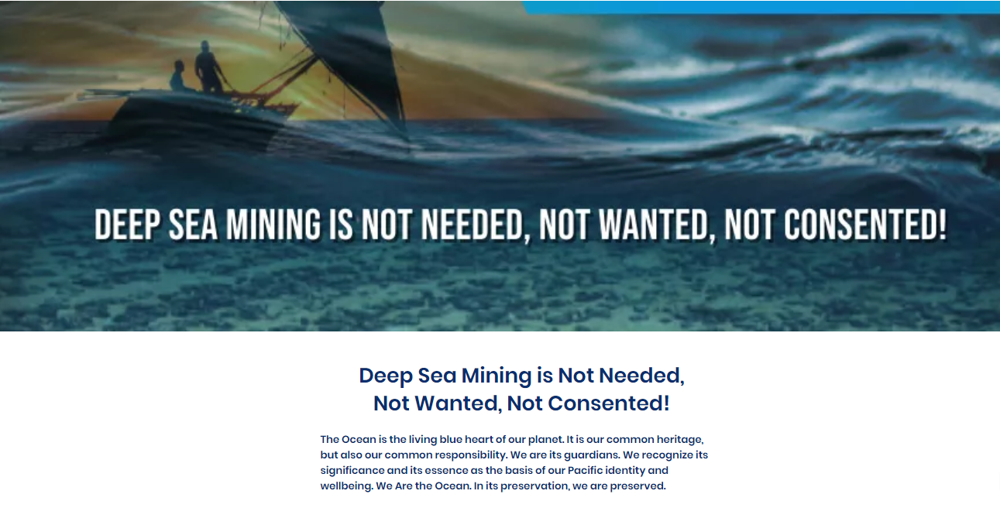 DEEP SEA MINING IS NOT NEEDED, NOT WANTED, NOT CONSENTED!
Deep Sea Mining is Not Needed,
Not Wanted, Not Consented!
The Ocean is the living blue heart of our planet. It is our common heritage,
but also our common responsibility. We are its guardians. We recognize its
significance and its essence as the basis of our Pacific identity and
wellbeing. We Are the Ocean. In its preservation, we are preserved.